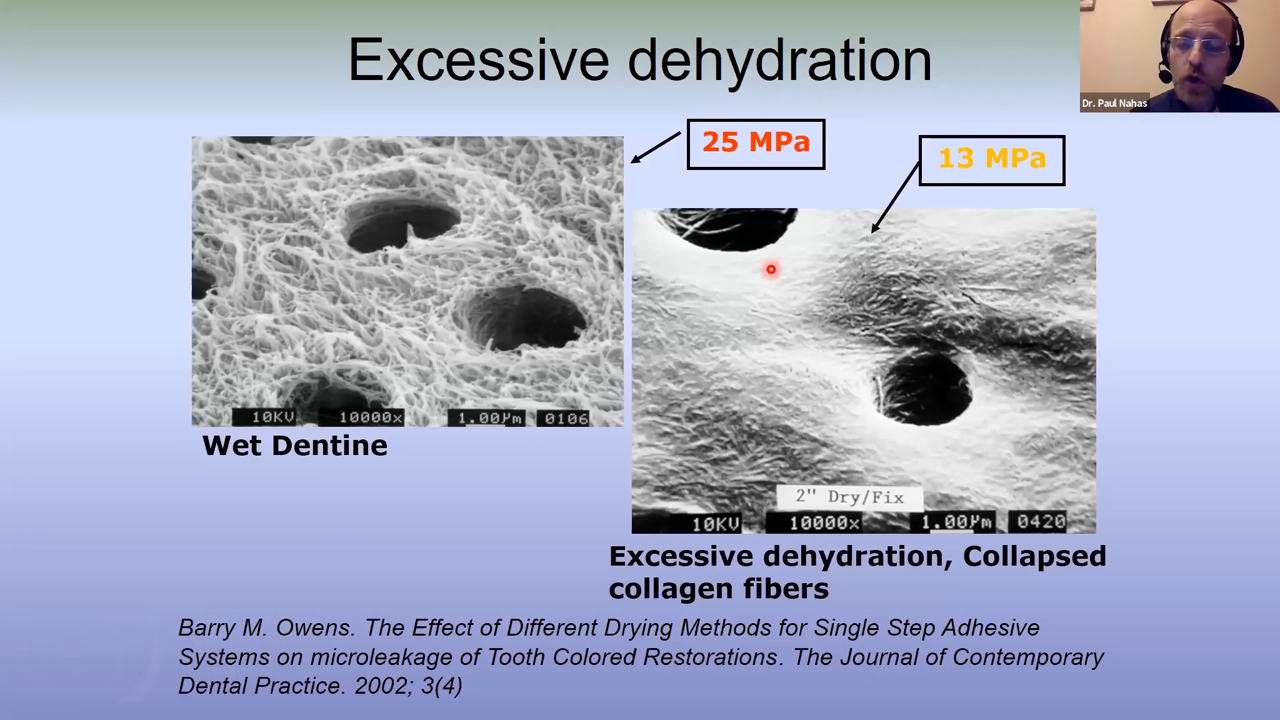 Excessive dehydration
Dr. Paul Nahas
25 MPa
13 MPa
10KV 10000x 1.00µm 0106
Wet Dentine
2" Dry/Fix
10KV 10000x 1.00µm 0420
Excessive dehydration, Collapsed
collagen fibers
Barry M. Owens. The Effect of Different Drying Methods for Single Step Adhesive
Systems on microleakage of Tooth Colored Restorations. The Journal of Contemporary
Dental Practice. 2002; 3(4)